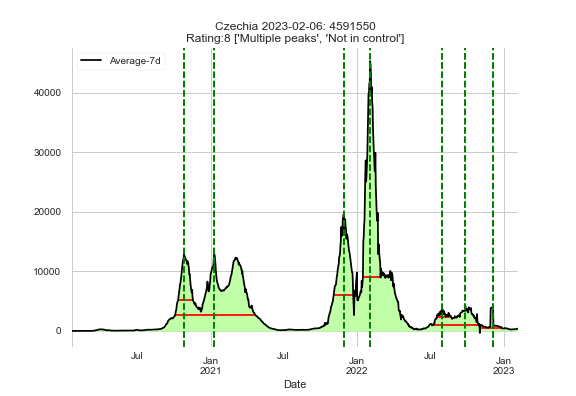 Czechia 2023-02-06: 4591550
Rating:8 ['Multiple peaks', 'Not in control']
Average-7d
40000
30000
20000
10000
0
Jul
Jan
2021
Jul
Jan
2022
Jul
Jan
2023
Date